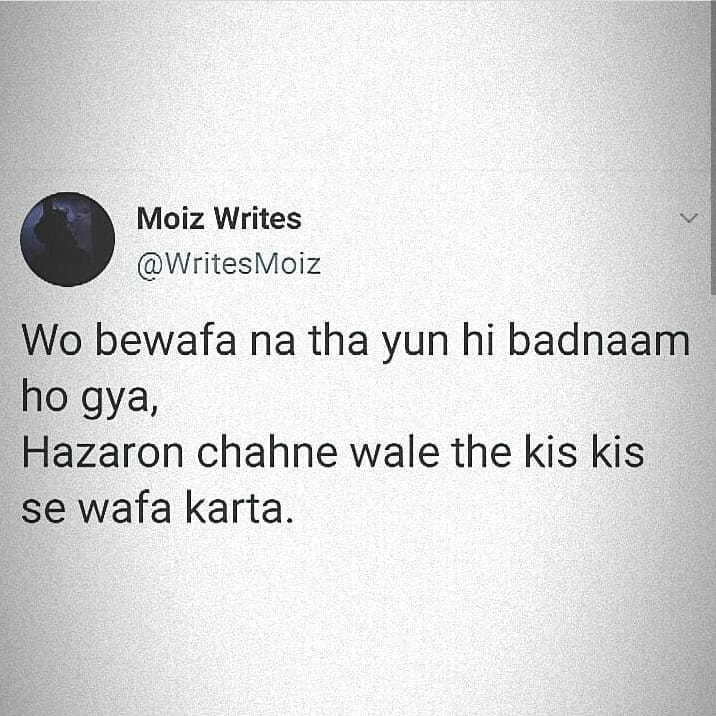 Moiz Writes
@WritesMoiz
Wo bewafa na tha yun hi badnaam
ho gya,
Hazaron chahne wale the kis kis
se wafa karta.